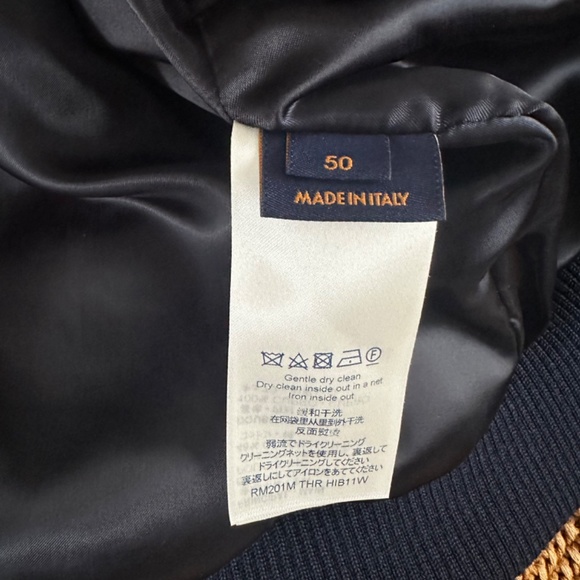 50
MADE IN ITALY
F
Gentle dry clean
Dry clean inside out in a net
Iron inside out
缓和干洗
在网袋里从里到外干洗
反面熨烫
弱流でドライクリーニング
クリーニングネットを使用し、裏返して
ドライクリーニングしてください
裏返しにしてアイロンをあててください
RM201M THR HIB11W